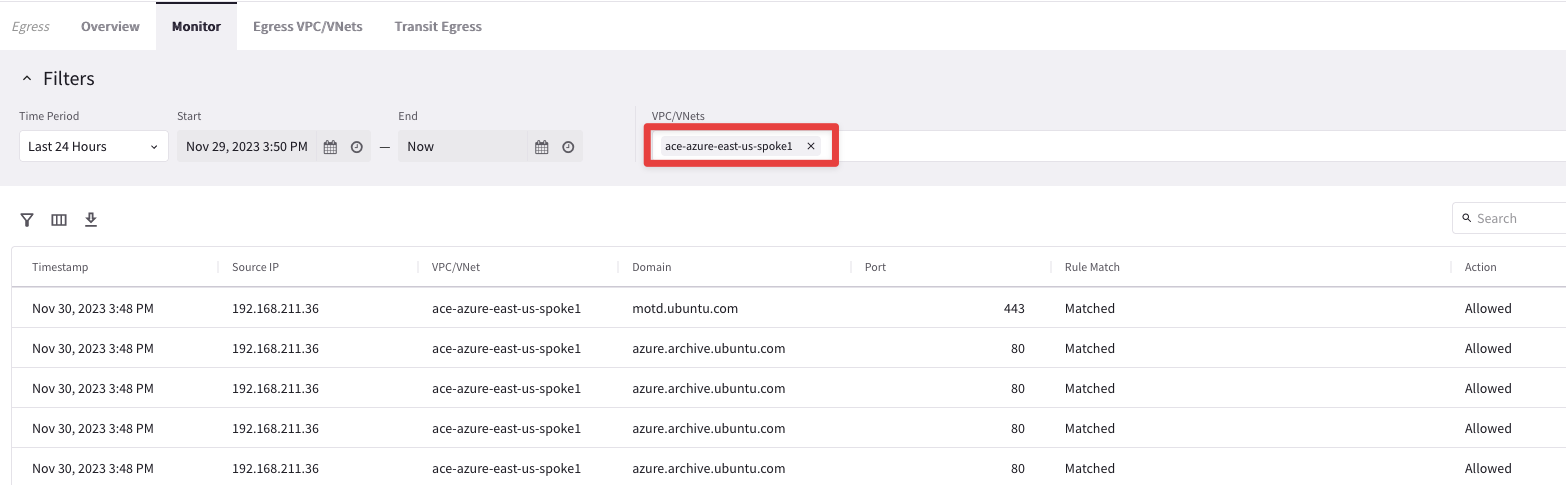 Egress Overview Monitor Egress VPC/VNets Transit Egress
Filters
Time Period Start End VPC/VNets
Last 24 Hours Nov 29, 2023 3:50 PM — Now ace-azure-east-us-spoke1 ×
Search
Timestamp Source IP VPC/VNet Domain Port Rule Match Action
Nov 30, 2023 3:48 PM 192.168.211.36 ace-azure-east-us-spoke1 motd.ubuntu.com 443 Matched Allowed
Nov 30, 2023 3:48 PM 192.168.211.36 ace-azure-east-us-spoke1 azure.archive.ubuntu.com 80 Matched Allowed
Nov 30, 2023 3:48 PM 192.168.211.36 ace-azure-east-us-spoke1 azure.archive.ubuntu.com 80 Matched Allowed
Nov 30, 2023 3:48 PM 192.168.211.36 ace-azure-east-us-spoke1 azure.archive.ubuntu.com 80 Matched Allowed
Nov 30, 2023 3:48 PM 192.168.211.36 ace-azure-east-us-spoke1 azure.archive.ubuntu.com 80 Matched Allowed